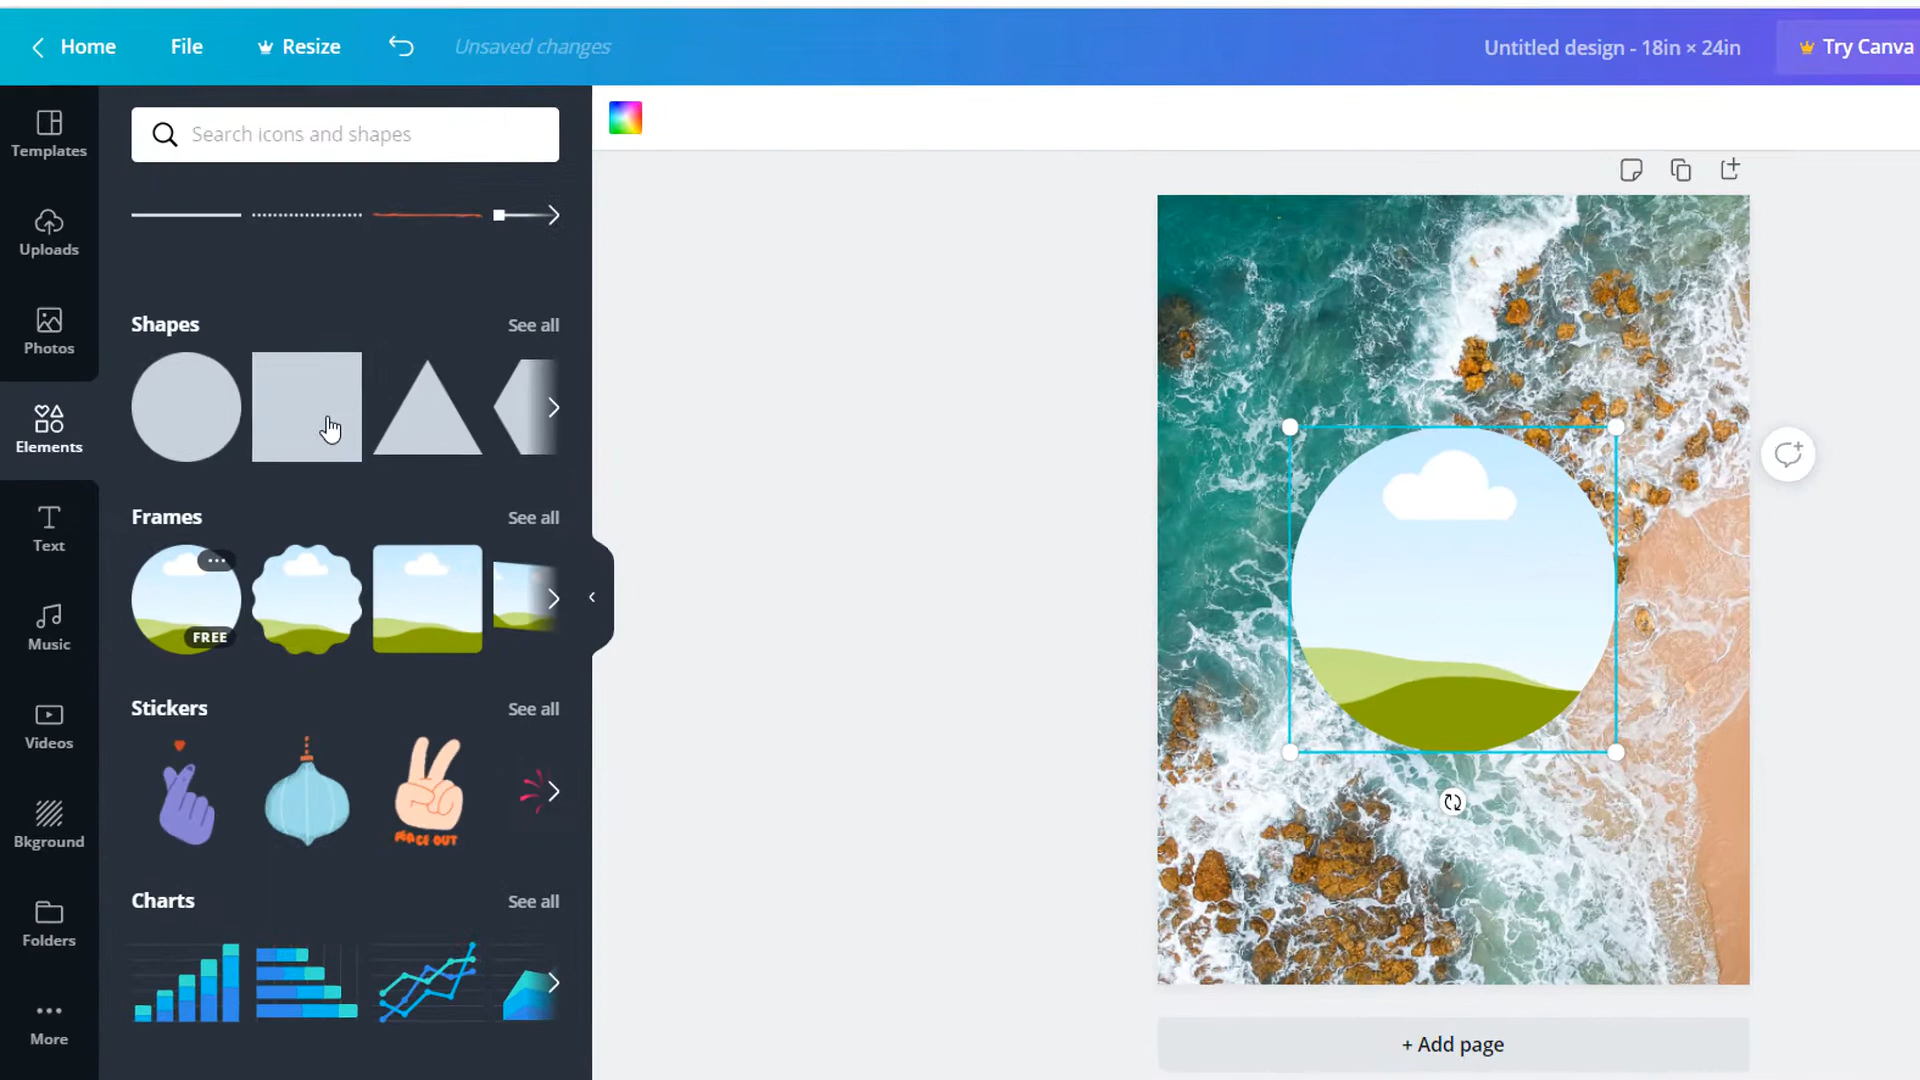 Home
File
Resize
Unsaved changes
Untitled design - 18in × 24in
Try Canva
Templates
Uploads
Photos
Elements
Text
Music
Videos
Bkground
Folders
More
Search icons and shapes
Shapes
See all
Frames
See all
FREE
Stickers
See all
PEACE OUT
Charts
See all
+ Add page